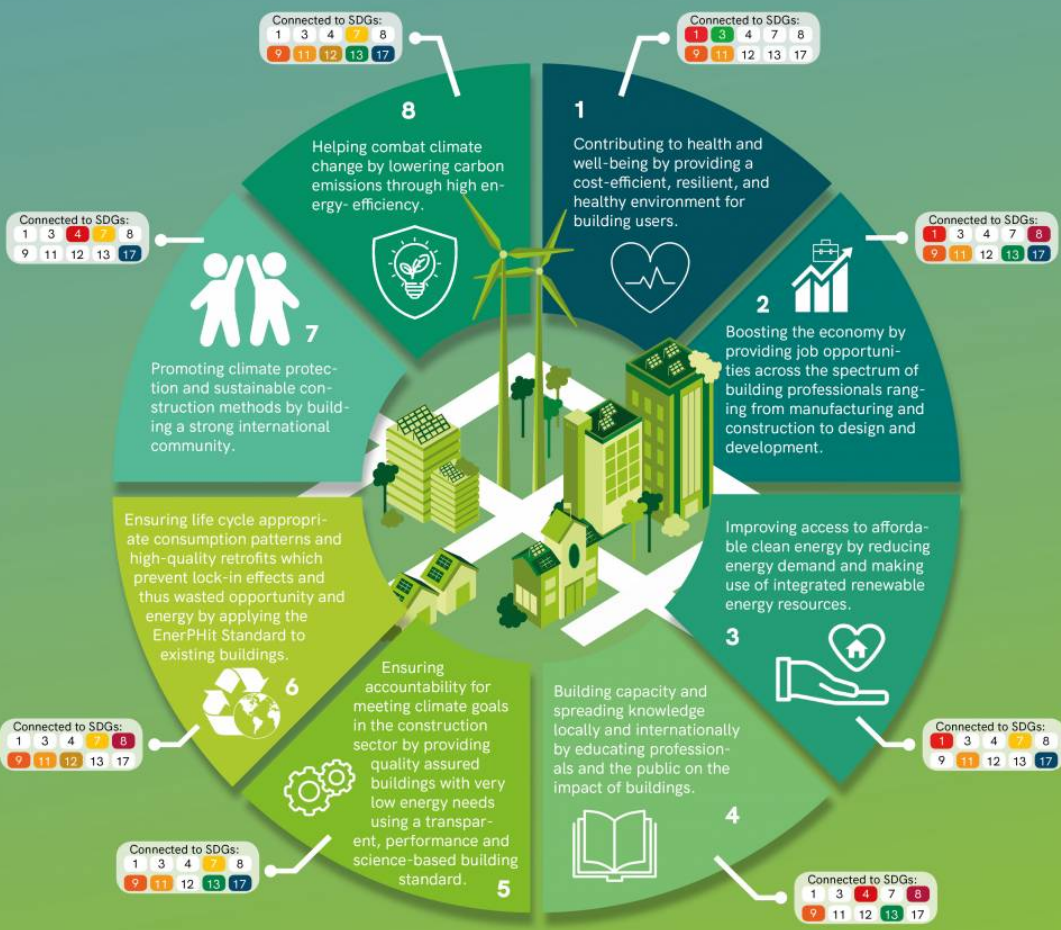 Connected to SDGs:
1 3 4 7 8
9 11 12 13 17
8
Helping combat climate
change by lowering carbon
emissions through high en-
ergy- efficiency.
Connected to SDGs:
1 3 4 7 8
9 11 12 13 17
1
Contributing to health and
well-being by providing a
cost-efficient, resilient, and
healthy environment for
building users.
Connected to SDGs:
1 3 4 7 8
9 11 12 13 17
2
Boosting the economy by
providing job opportuni-
ties across the spectrum of
building professionals rang-
ing from manufacturing and
construction to design and
development.
Improving access to afforda-
ble clean energy by reducing
energy demand and making
use of integrated renewable
energy resources.
3
Connected to SDGs:
1 3 4 7 8
9 11 12 13 17
Building capacity and
spreading knowledge
locally and internationally
by educating profession-
als and the public on the
impact of buildings.
4
Connected to SDGs:
1 3 4 7 8
9 11 12 13 17
Ensuring
accountability for
meeting climate goals
in the construction
sector by providing
quality assured
buildings with very
low energy needs
using a transpar-
ent, performance and
science-based building
standard.
5
Connected to SDGs:
1 3 4 7 8
9 11 12 13 17
Ensuring life cycle appropri-
ate consumption patterns and
high-quality retrofits which
prevent lock-in effects and
thus wasted opportunity and
energy by applying the
EnerPHit Standard to
existing buildings.
6
Connected to SDGs:
1 3 4 7 8
9 11 12 13 17
Connected to SDGs:
1 3 4 7 8
9 11 12 13 17
7
Promoting climate protec-
tion and sustainable con-
struction methods by build-
ing a strong international
community.